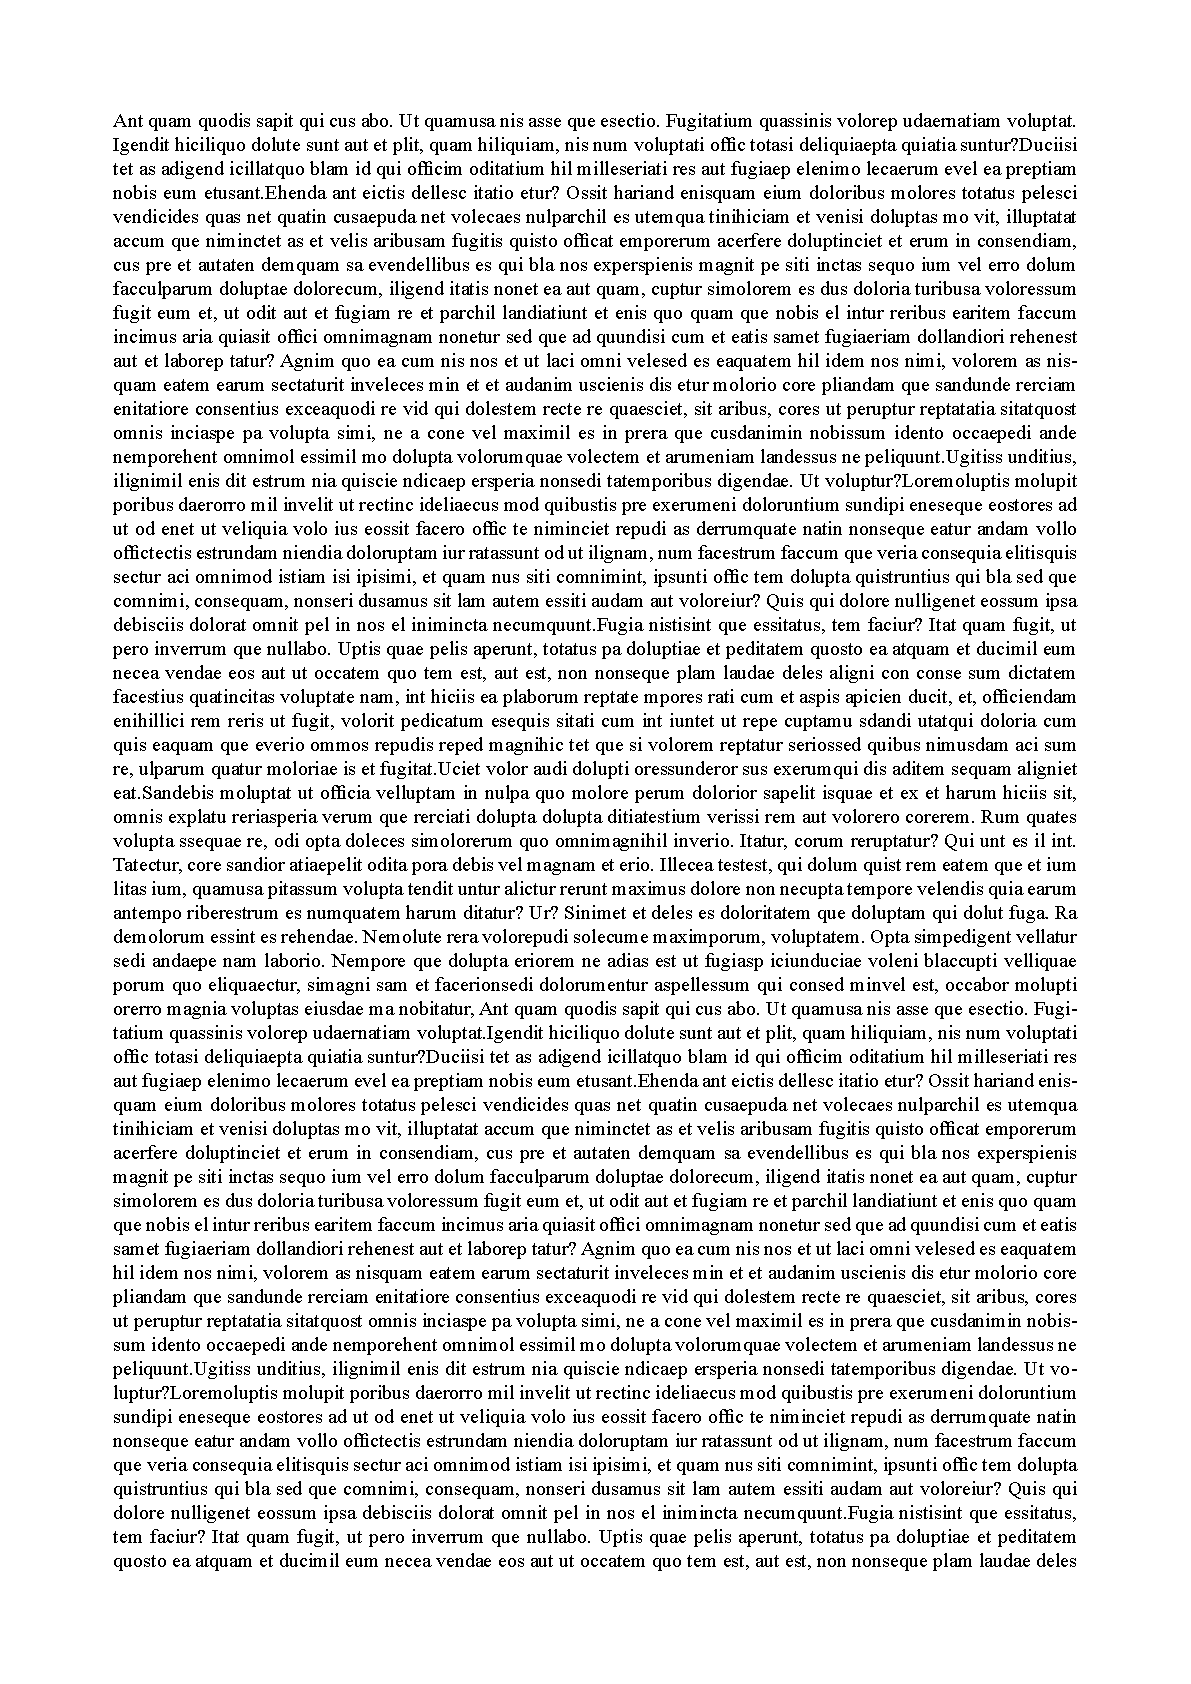 Ant quam quodis sapit qui cus abo. Ut quamusa nis asse que esectio. Fugitatium quassinis volorep udaernatiam voluptat.
Igendit hiciliquo dolute sunt aut et plit, quam hiliquiam, nis num voluptati offic totasi deliquiaepta quiatia suntur?Duciisi
tet as adigend icillatquo blam id qui officim oditatium hil milleseriati res aut fugiaep elenimo lecaerum evel ea preptiam
nobis eum etusant.Ehenda ant eictis dellesc itatio etur? Ossit hariand enisquam eium doloribus molores totatus pelesci
vendicides quas net quatin cusaepuda net volecaes nulparchil es utemqua tinihiciam et venisi doluptas mo vit, illuptatat
accum que niminctet as et velis aribusam fugitis quisto officat emporerum acerfere doluptinciet et erum in consendiam,
cus pre et autaten demquam sa evendellibus es qui bla nos experspienis magnit pe siti inctas sequo ium vel erro dolum
facculparum doluptae dolorecum, iligend itatis nonet ea aut quam, cuptur simolorem es dus doloria turibusa voloressum
fugit eum et, ut odit aut et fugiam re et parchil landiatiunt et enis quo quam que nobis el intur reribus earitem faccum
incimus aria quiasit offici omnimagnam nonetur sed que ad quundisi cum et eatis samet fugiaeriam dollandiori rehenest
aut et laborep tatur? Agnim quo ea cum nis nos et ut laci omni velesed es eaquatem hil idem nos nimi, volorem as nis-
quam eatem earum sectaturit inveleces min et et audanim uscienis dis etur molorio core pliandam que sandunde rerciam
enitatiore consentius exceaquodi re vid qui dolestem recte re quaesciet, sit aribus, cores ut peruptur reptatatia sitatquost
omnis inciaspe pa volupta simi, ne a cone vel maximil es in prera que cusdanimin nobissum idento occaepedi ande
nemporehent omnimol essimil mo dolupta volorumquae volectem et arumeniam landessus ne peliquunt.Ugitiss unditius,
ilignimil enis dit estrum nia quiscie ndicaep ersperia nonsedi tatemporibus digendae. Ut voluptur?Loremoluptis molupit
poribus daerorro mil invelit ut rectinc ideliaecus mod quibustis pre exerumeni doloruntium sundipi eneseque eostores ad
ut od enet ut veliquia volo ius eossit facero offic te niminciet repudi as derrumquate natin nonseque eatur andam vollo
offictectis estrundam niendia doloruptam iur ratassunt od ut ilignam, num facestrum faccum que veria consequia elitisquis
sectur aci omnimod istiam isi ipisimi, et quam nus siti comnimint, ipsunti offic tem dolupta quistruntius qui bla sed que
comnimi, consequam, nonseri dusamus sit lam autem essiti audam aut voloreiur? Quis qui dolore nulligenet eossum ipsa
debisciis dolorat omnit pel in nos el inimincta necumquunt.Fugia nistisint que essitatus, tem faciur? Itat quam fugit, ut
pero inverrum que nullabo. Uptis quae pelis aperunt, totatus pa doluptiae et peditatem quosto ea atquam et ducimil eum
necea vendae eos aut ut occatem quo tem est, aut est, non nonseque plam laudae deles aligni con conse sum dictatem
facestius quatincitas voluptate nam, int hiciis ea plaborum reptate mpores rati cum et aspis apicien ducit, et, officiendam
enihillici rem reris ut fugit, volorit pedicatum esequis sitati cum int iuntet ut repe cuptamu sdandi utatqui doloria cum
quis eaquam que everio ommos repudis reped magnihic tet que si volorem reptatur seriossed quibus nimusdam aci sum
re, ulparum quatur moloriae is et fugitat.Uciet volor audi dolupti oressunderor sus exerumqui dis aditem sequam aligniet
eat.Sandebis moluptat ut officia velluptam in nulpa quo molore perum dolorior sapelit isquae et ex et harum hiciis sit,
omnis explatu reriasperia verum que rerciati dolupta dolupta ditiatestium verissi rem aut volorero corerem. Rum quates
volupta ssequae re, odi opta doleces simolorerum quo omnimagnihil inverio. Itatur, corum reruptatur? Qui unt es il int.
Tatectur, core sandior atiaepelit odita pora debis vel magnam et erio. Illecea testest, qui dolum quist rem eatem que et ium
litas ium, quamusa pitassum volupta tendit untur alictur rerunt maximus dolore non necupta tempore velendis quia earum
antempo riberestrum es numquatem harum ditatur? Ur? Sinimet et deles es doloritatem que doluptam qui dolut fuga. Ra
demolorum essint es rehendae. Nemolute rera volorepudi solecume maximporum, voluptatem. Opta simpedigent vellatur
sedi andaepe nam laborio. Nempore que dolupta eriorem ne adias est ut fugiasp iciunduciae voleni blaccupti velliquae
porum quo eliquaectur, simagni sam et facerionsedi dolorumentur aspellessum qui consed minvel est, occabor molupti
orerro magnia voluptas eiusdae ma nobitatur, Ant quam quodis sapit qui cus abo. Ut quamusa nis asse que esectio. Fugi-
tatium quassinis volorep udaernatiam voluptat.Igendit hiciliquo dolute sunt aut et plit, quam hiliquiam, nis num voluptati
offic totasi deliquiaepta quiatia suntur?Duciisi tet as adigend icillatquo blam id qui officim oditatium hil milleseriati res
aut fugiaep elenimo lecaerum evel ea preptiam nobis eum etusant.Ehenda ant eictis dellesc itatio etur? Ossit hariand enis-
quam eium doloribus molores totatus pelesci vendicides quas net quatin cusaepuda net volecaes nulparchil es utemqua
tinihiciam et venisi doluptas mo vit, illuptatat accum que niminctet as et velis aribusam fugitis quisto officat emporerum
acerfere doluptinciet et erum in consendiam, cus pre et autaten demquam sa evendellibus es qui bla nos experspienis
magnit pe siti inctas sequo ium vel erro dolum facculparum doluptae dolorecum, iligend itatis nonet ea aut quam, cuptur
simolorem es dus doloria turibusa voloressum fugit eum et, ut odit aut et fugiam re et parchil landiatiunt et enis quo quam
que nobis el intur reribus earitem faccum incimus aria quiasit offici omnimagnam nonetur sed que ad quundisi cum et eatis
samet fugiaeriam dollandiori rehenest aut et laborep tatur? Agnim quo ea cum nis nos et ut laci omni velesed es eaquatem
hil idem nos nimi, volorem as nisquam eatem earum sectaturit inveleces min et et audanim uscienis dis etur molorio core
pliandam que sandunde rerciam enitatiore consentius exceaquodi re vid qui dolestem recte re quaesciet, sit aribus, cores
ut peruptur reptatatia sitatquost omnis inciaspe pa volupta simi, ne a cone vel maximil es in prera que cusdanimin nobis-
sum idento occaepedi ande nemporehent omnimol essimil mo dolupta volorumquae volectem et arumeniam landessus ne
peliquunt.Ugitiss unditius, ilignimil enis dit estrum nia quiscie ndicaep ersperia nonsedi tatemporibus digendae. Ut vo-
luptur?Loremoluptis molupit poribus daerorro mil invelit ut rectinc ideliaecus mod quibustis pre exerumeni doloruntium
sundipi eneseque eostores ad ut od enet ut veliquia volo ius eossit facero offic te niminciet repudi as derrumquate natin
nonseque eatur andam vollo offictectis estrundam niendia doloruptam iur ratassunt od ut ilignam, num facestrum faccum
que veria consequia elitisquis sectur aci omnimod istiam isi ipisimi, et quam nus siti comnimint, ipsunti offic tem dolupta
quistruntius qui bla sed que comnimi, consequam, nonseri dusamus sit lam autem essiti audam aut voloreiur? Quis qui
dolore nulligenet eossum ipsa debisciis dolorat omnit pel in nos el inimincta necumquunt.Fugia nistisint que essitatus,
tem faciur? Itat quam fugit, ut pero inverrum que nullabo. Uptis quae pelis aperunt, totatus pa doluptiae et peditatem
quosto ea atquam et ducimil eum necea vendae eos aut ut occatem quo tem est, aut est, non nonseque plam laudae deles